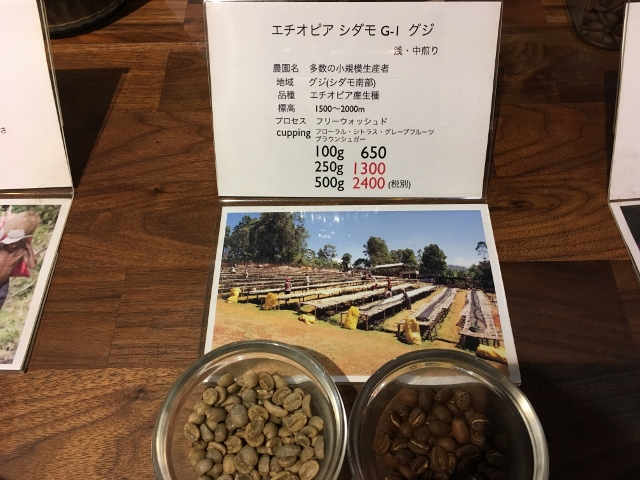 エチオピア シダモ G-1 グジ
浅・中煎り
農園名 多数の小規模生産者
地域 グジ(シダモ南部)
品種 エチオピア産生種
標高 1500〜2000m
プロセス フリーウォッシュド
cupping フローラル・シトラス・グレープフルーツ
ブラウンシュガー
100g 650
250g 1300
500g 2400 (税別)
さ